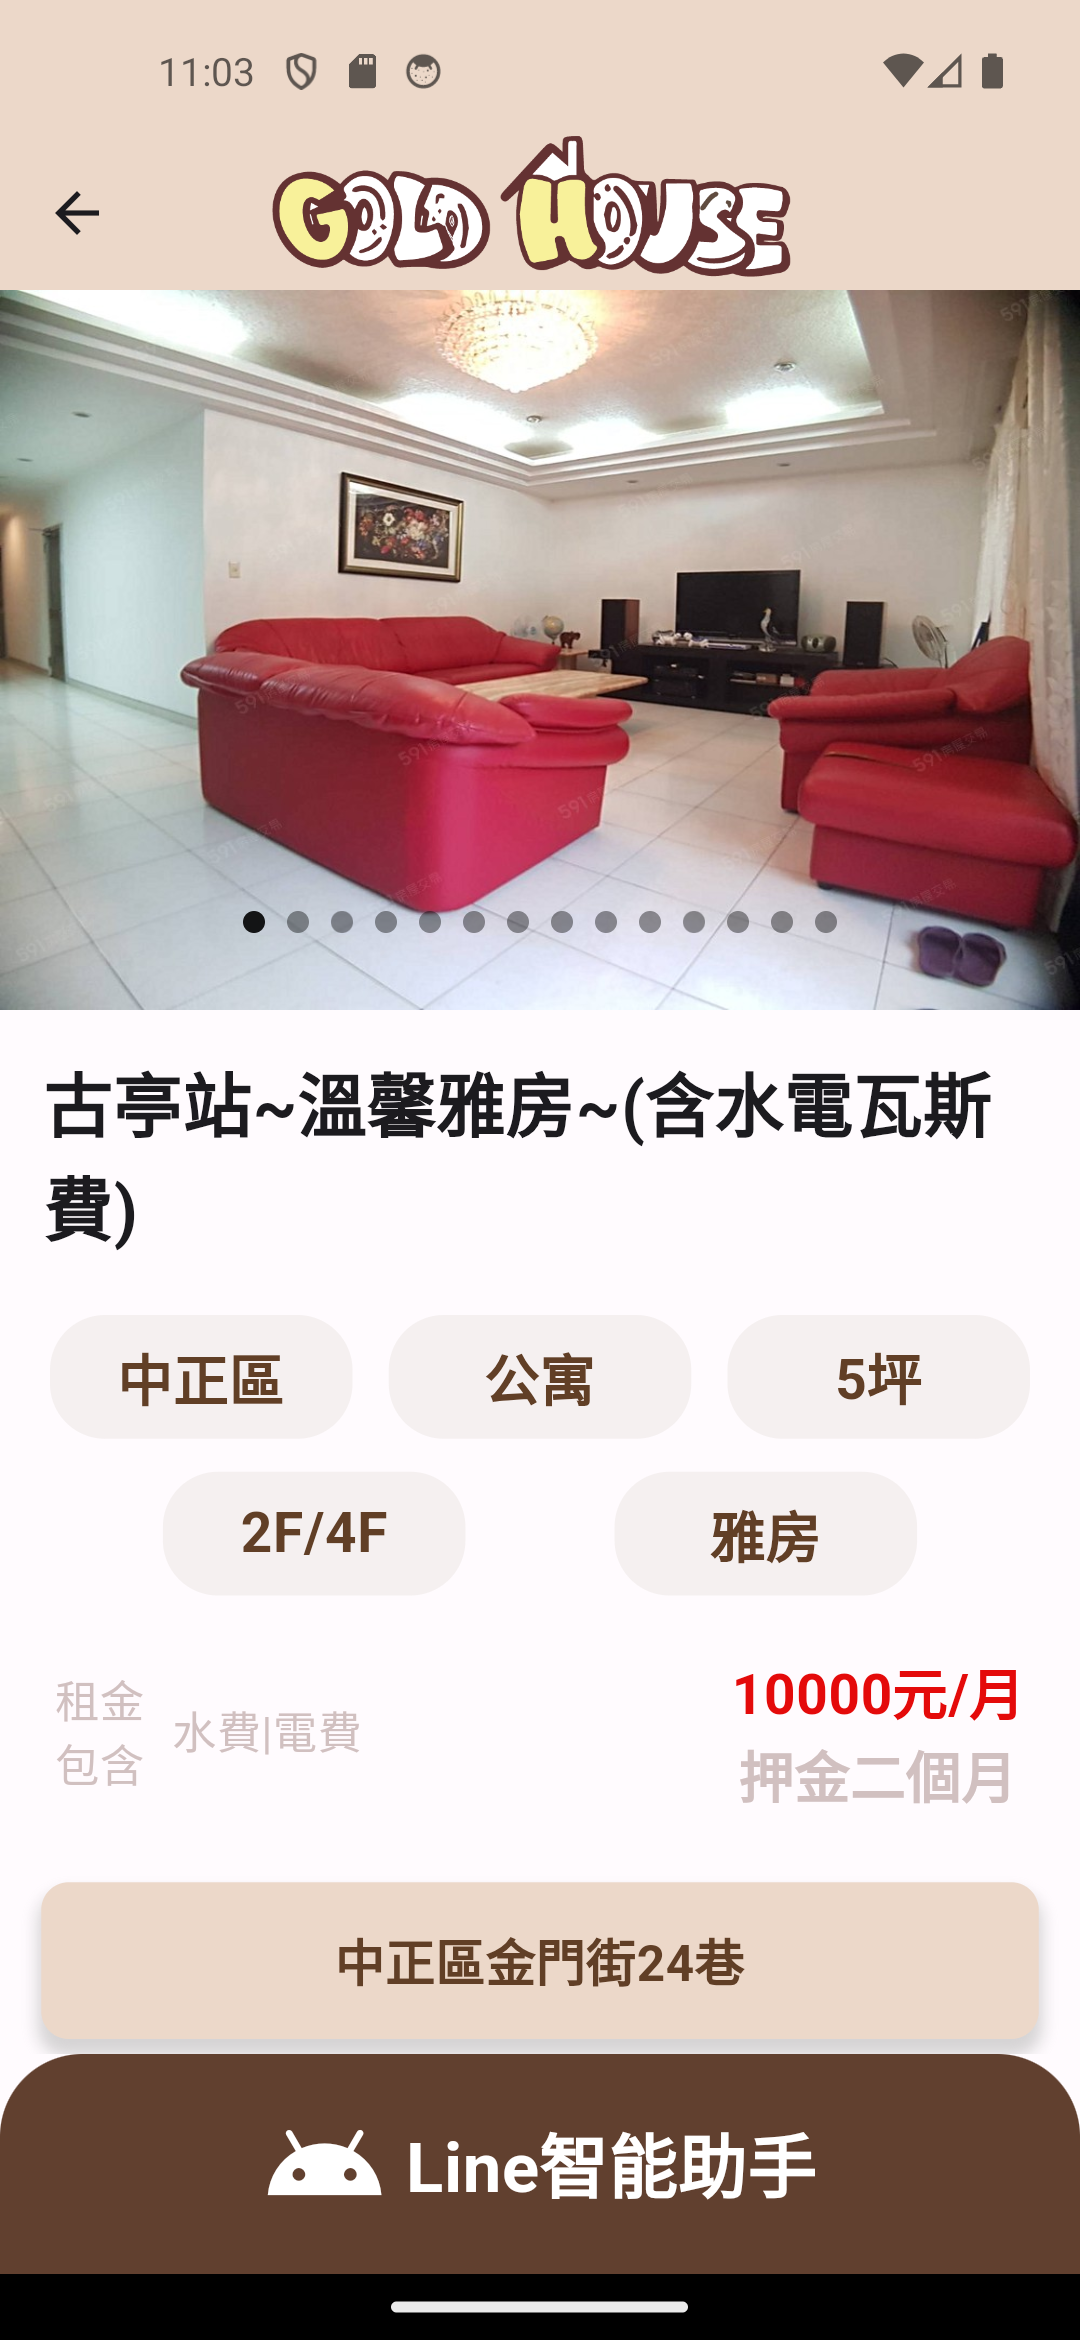 11:03
GOLD HOUSE
古亭站~溫馨雅房~(含水電瓦斯
費)
中正區
公寓
5坪
2F/4F
雅房
租金
包含
水費|電費
10000元/月
押金二個月
中正區金門街24巷
Line智能助手